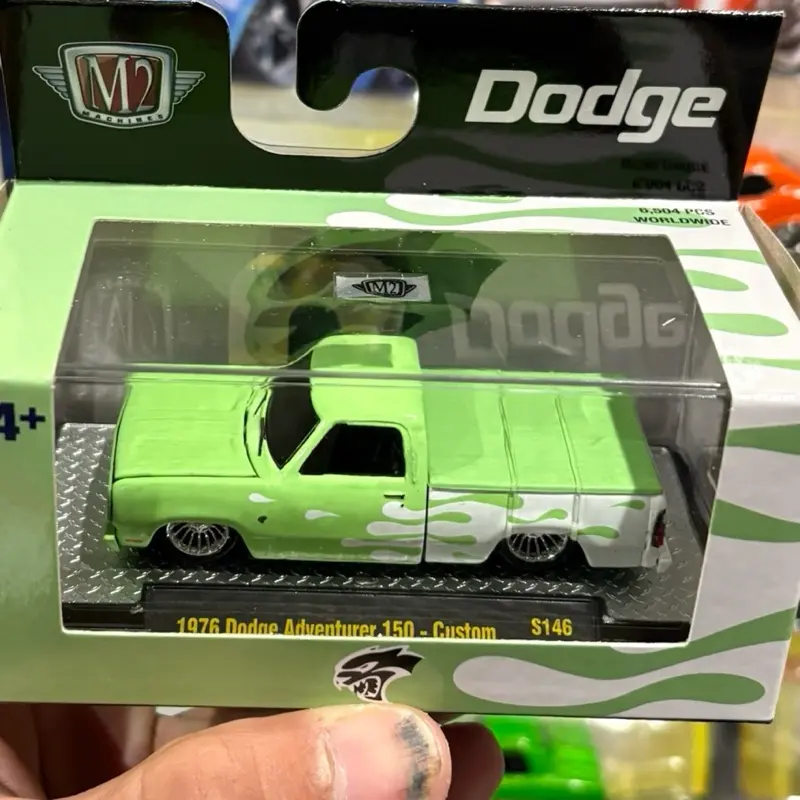 M2
MACHINES
Dodge
6,504 PCS
WORLDWIDE
M2
Dodge
4+
1976 Dodge Adventurer 150 - Custom
S146